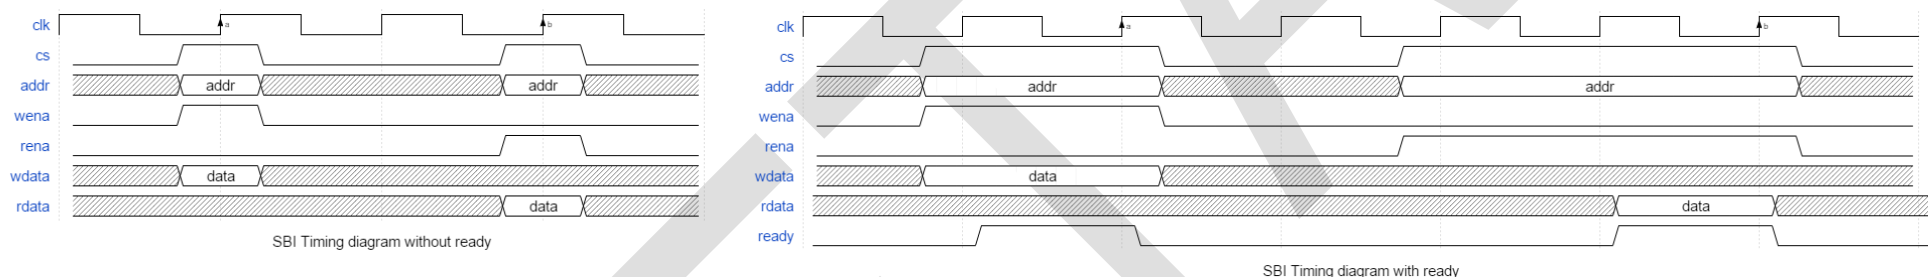 clk a b
cs
addr addr addr
wena
rena
wdata data
rdata data
SBI Timing diagram without ready
clk a b
cs
addr addr addr
wena
rena
wdata data
rdata data
ready
SBI Timing diagram with ready